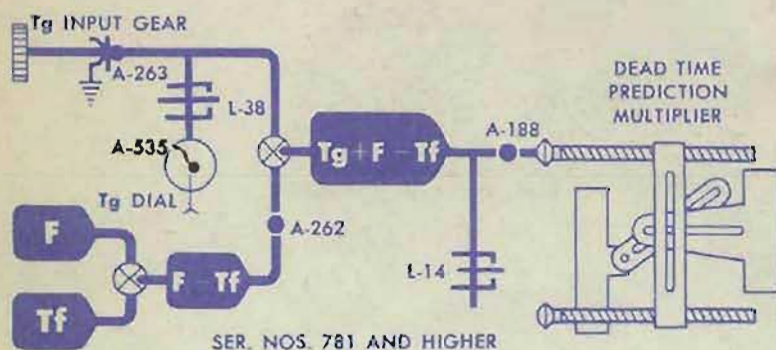 Tg INPUT GEAR
A-263
L-38
A-535
Tg DIAL
F
Tf
F - Tf
A-262
Tg + F - Tf
A-188
L-14
DEAD TIME
PREDICTION
MULTIPLIER
SER. NOS. 781 AND HIGHER